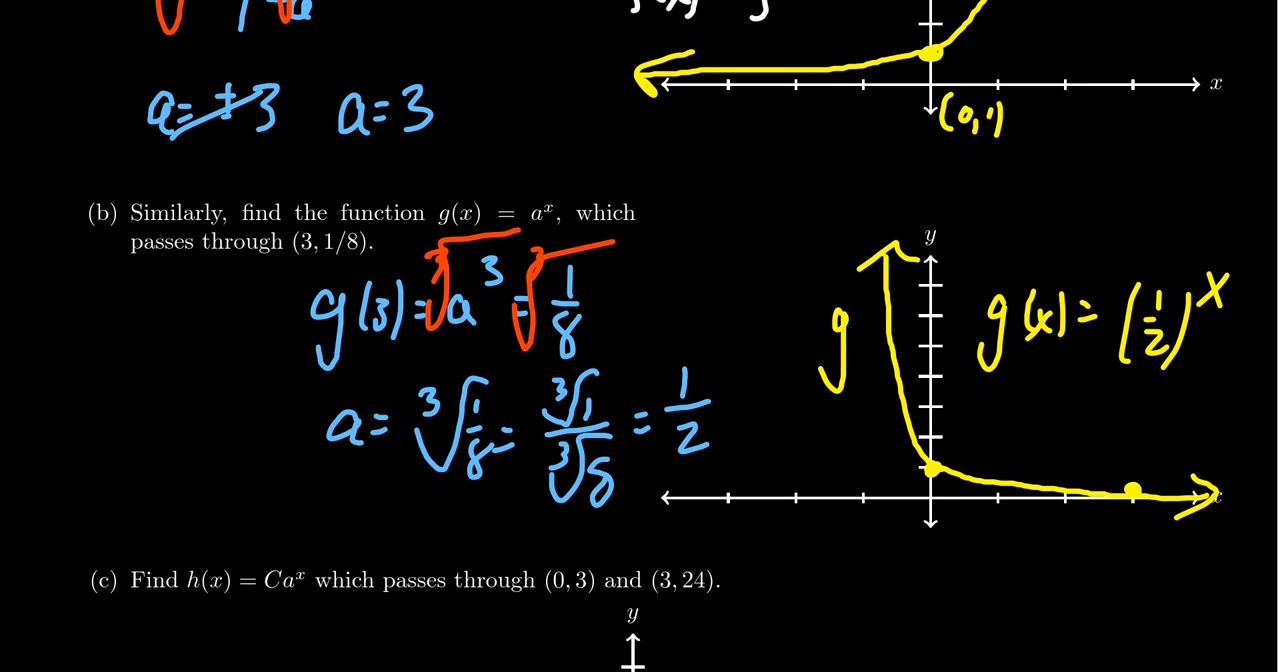 a = ±3 a = 3
x
(0,1)
(b) Similarly, find the function g(x) = a^x, which
passes through (3, 1/8).
g(3) = ∛a^3 = ∛1/8
a = ∛1/8 = ∛1/∛8 = 1/2
y
g
g(x) = (1/2)^x
(c) Find h(x) = Ca^x which passes through (0, 3) and (3, 24).
y